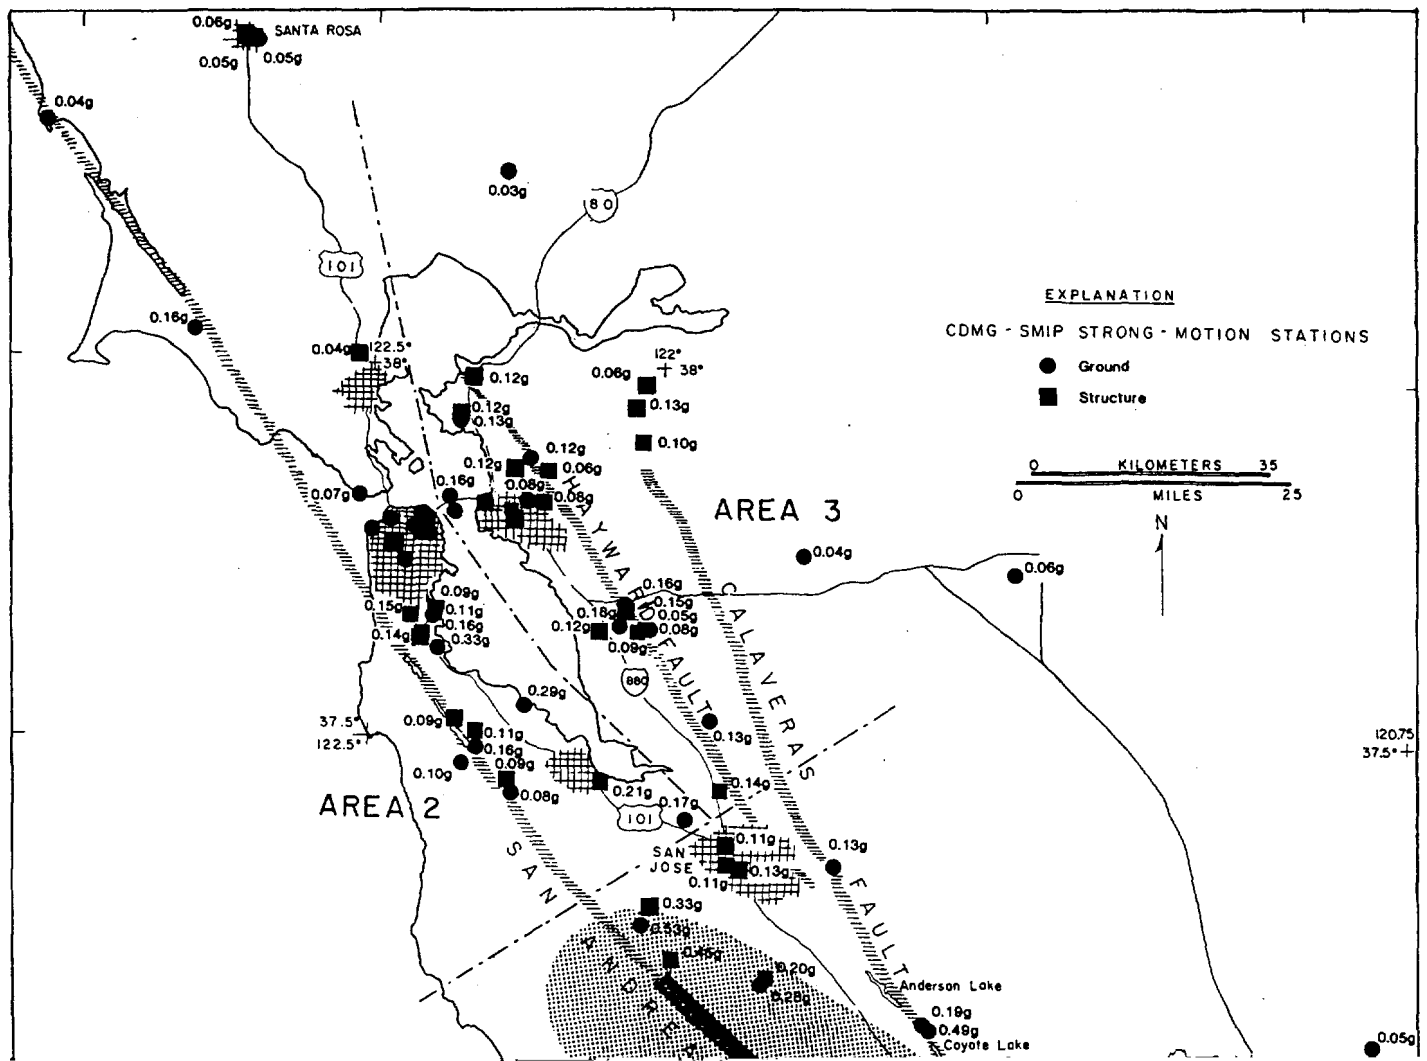 0.06g
SANTA ROSA
0.05g
0.05g
0.04g
0.03g
80
101
EXPLANATION
CDMG - SMIP STRONG - MOTION STATIONS
Ground
Structure
0.16g
0.04g
122.5°
38°
122°
38°
0.12g
0.06g
0.12g
0.13g
0.13g
0.12g
0.10g
0.12g
0.06g
0 KILOMETERS 35
0 MILES 25
N
0.07g
0.16g
0.08g
0.08g
AREA 3
HAYWARD FAULT
0.04g
0.06g
0.09g
0.16g
0.15g
0.11g
0.15g
0.18g
0.05g
0.16g
0.14g
0.12g
0.08g
0.33g
0.09g
CALAVERAS FAULT
880
0.29g
0.09g
0.11g
0.13g
37.5°
122.5°
120.75
37.5°
0.16g
0.10g
0.09g
0.08g
0.21g
0.14g
0.17g
AREA 2
101
0.11g
SAN
JOSE
0.13g
0.11g
0.13g
SAN ANDREA
0.33g
0.53g
0.45g
0.20g
0.28g
Anderson Lake
0.19g
0.49g
Coyote Lake
0.05g